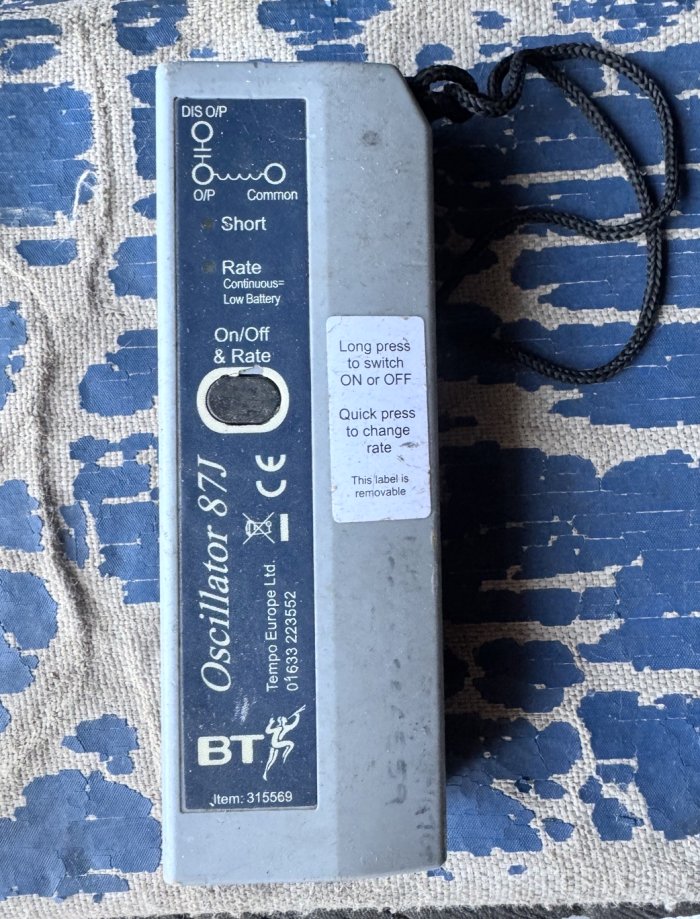 DIS O/P
O/P Common
Short
Rate
Continuous=
Low Battery
On/Off
& Rate
Long press
to switch
ON or OFF
Quick press
to change
rate
This label is
removable
CE
Oscillator 87J
Tempo Europe Ltd.
01633 223552
BT
Item: 315569